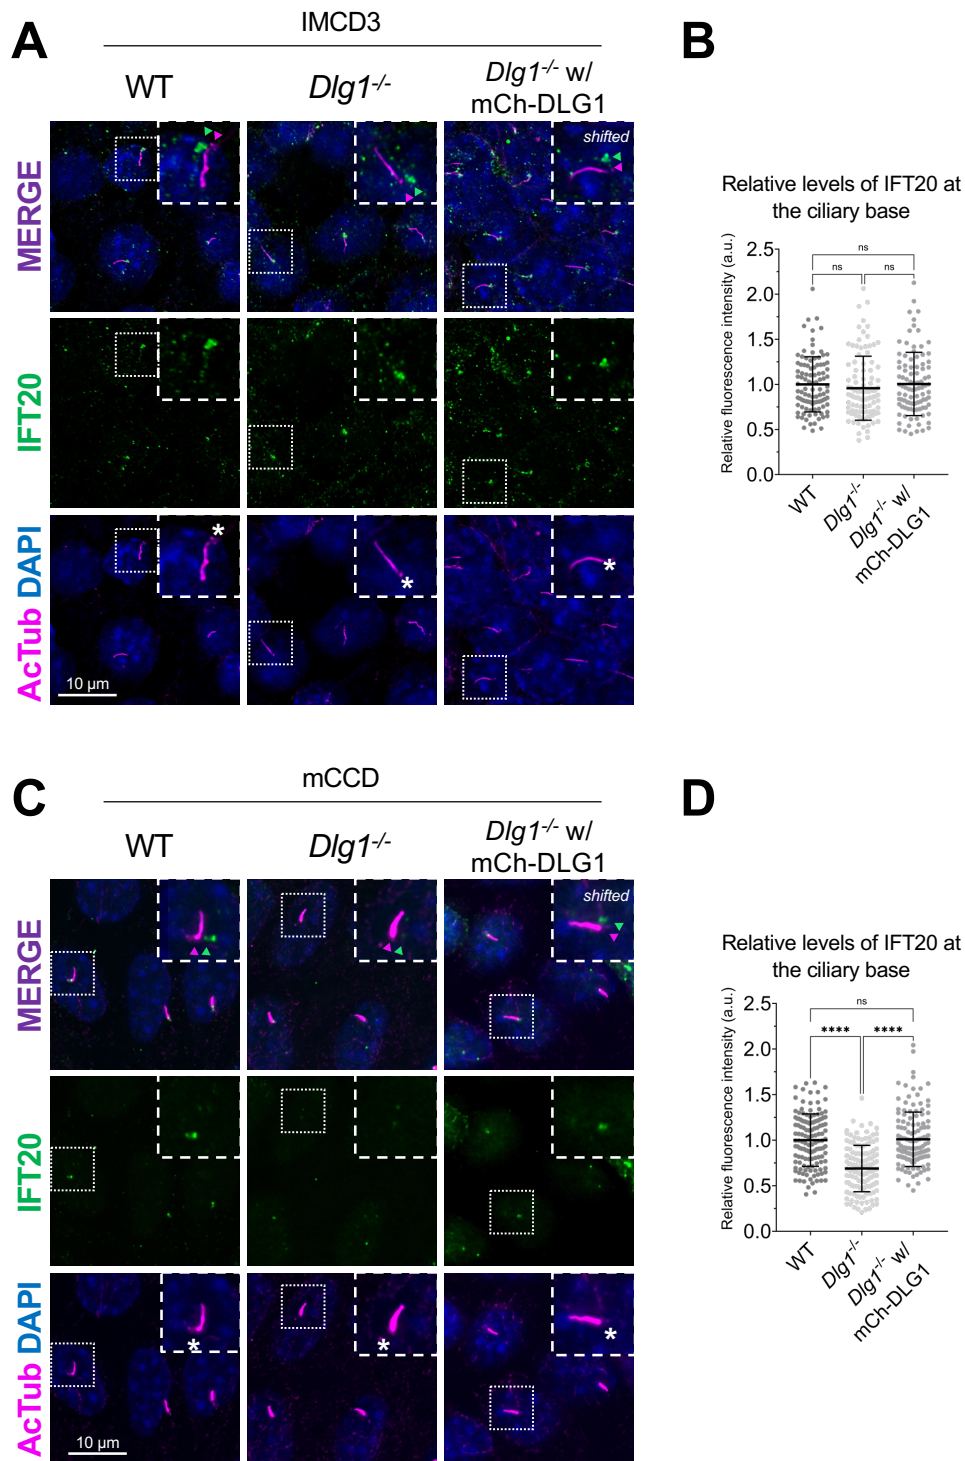 A
IMCD3
WT
Dlg1-/-
Dlg1-/- w/
mCh-DLG1
MERGE
shifted
IFT20
AcTub DAPI
*
*
*
10 µm
B
Relative levels of IFT20 at
the ciliary base
Relative fluorescence intensity (a.u.)
ns
ns
ns
2.5
2.0
1.5
1.0
0.5
0.0
WT
Dlg1-/-
Dlg1-/- w/
mCh-DLG1
C
mCCD
WT
Dlg1-/-
Dlg1-/- w/
mCh-DLG1
MERGE
shifted
IFT20
AcTub DAPI
*
*
*
10 µm
D
Relative levels of IFT20 at
the ciliary base
Relative fluorescence intensity (a.u.)
ns
****
****
2.5
2.0
1.5
1.0
0.5
0.0
WT
Dlg1-/-
Dlg1-/- w/
mCh-DLG1